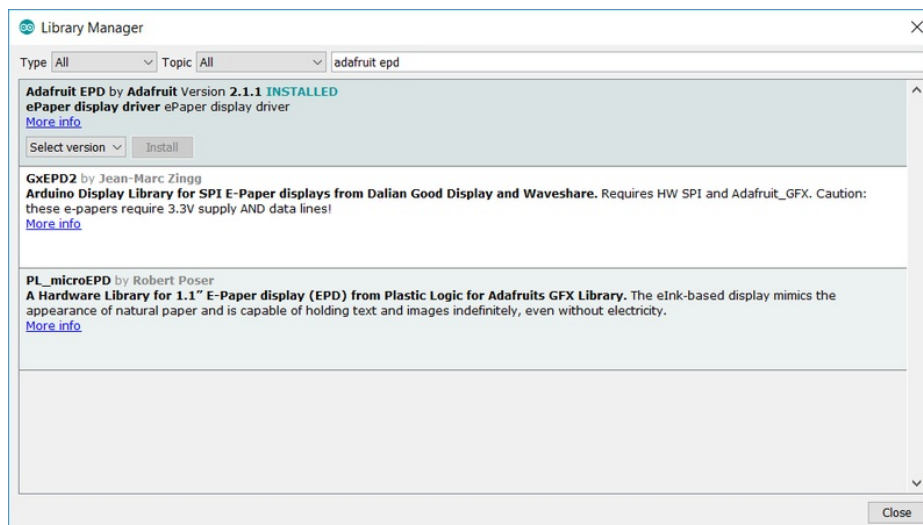 Library Manager
Type All Topic All adafruit epd
Adafruit EPD by Adafruit Version 2.1.1 INSTALLED
ePaper display driver ePaper display driver
More info
Select version Install
GxEPD2 by Jean-Marc Zingg
Arduino Display Library for SPI E-Paper displays from Dalian Good Display and Waveshare. Requires HW SPI and Adafruit_GFX. Caution:
these e-papers require 3.3V supply AND data lines!
More info
PL_microEPD by Robert Poser
A Hardware Library for 1.1″ E-Paper display (EPD) from Plastic Logic for Adafruits GFX Library. The eInk-based display mimics the
appearance of natural paper and is capable of holding text and images indefinitely, even without electricity.
More info
Close